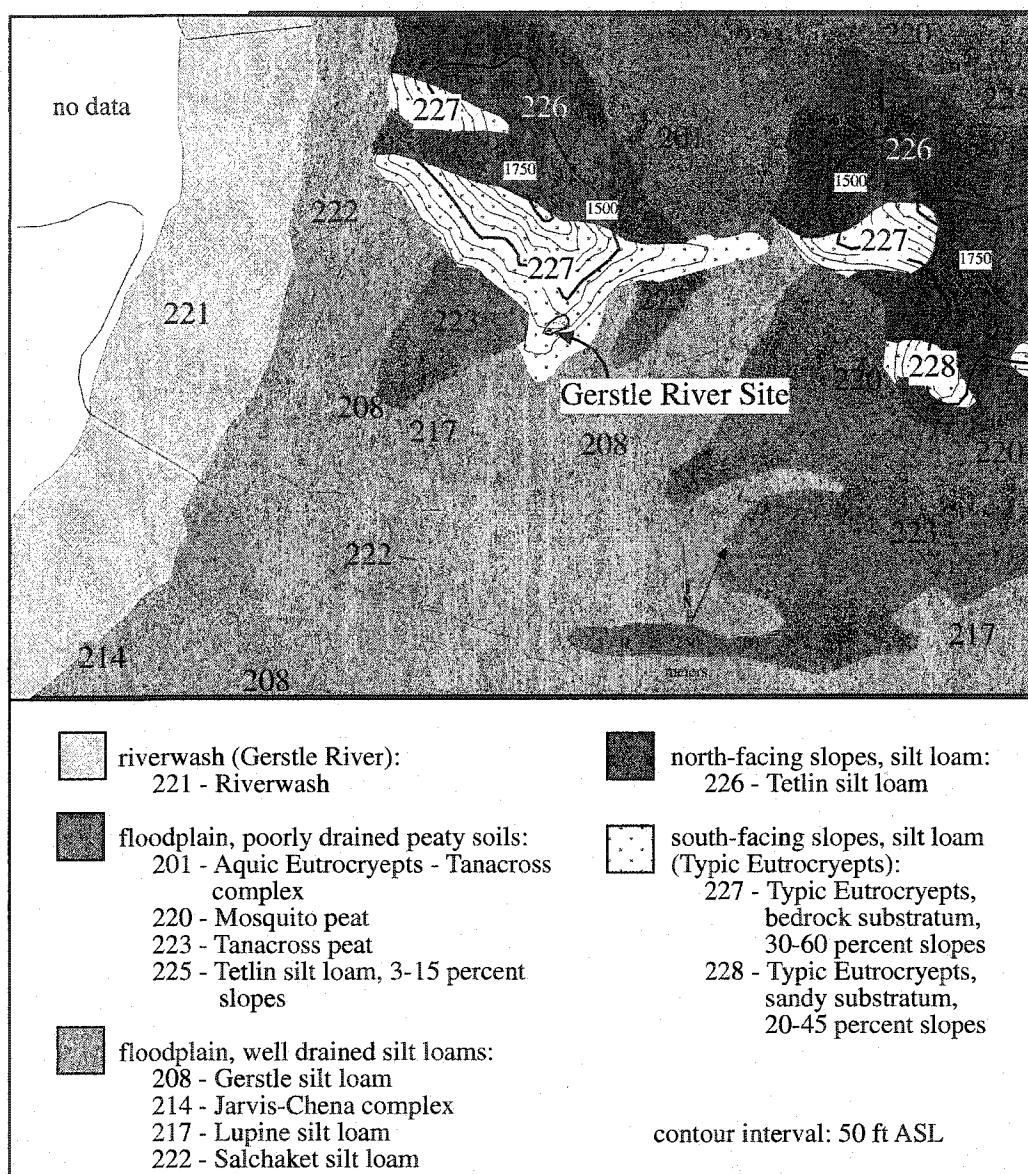 220
no data
227
226
225
201
226
1750
1500
1500
222
227
227
1750
221
223
223
228
Gerstle River Site
220
208
217
208
220
222
223
217
214
208
meters
riverwash (Gerstle River):
221 - Riverwash
floodplain, poorly drained peaty soils:
201 - Aquic Eutrocryepts - Tanacross
complex
220 - Mosquito peat
223 - Tanacross peat
225 - Tetlin silt loam, 3-15 percent
slopes
floodplain, well drained silt loams:
208 - Gerstle silt loam
214 - Jarvis-Chena complex
217 - Lupine silt loam
222 - Salchaket silt loam
north-facing slopes, silt loam:
226 - Tetlin silt loam
south-facing slopes, silt loam
(Typic Eutrocryepts):
227 - Typic Eutrocryepts,
bedrock substratum,
30-60 percent slopes
228 - Typic Eutrocryepts,
sandy substratum,
20-45 percent slopes
contour interval: 50 ft ASL